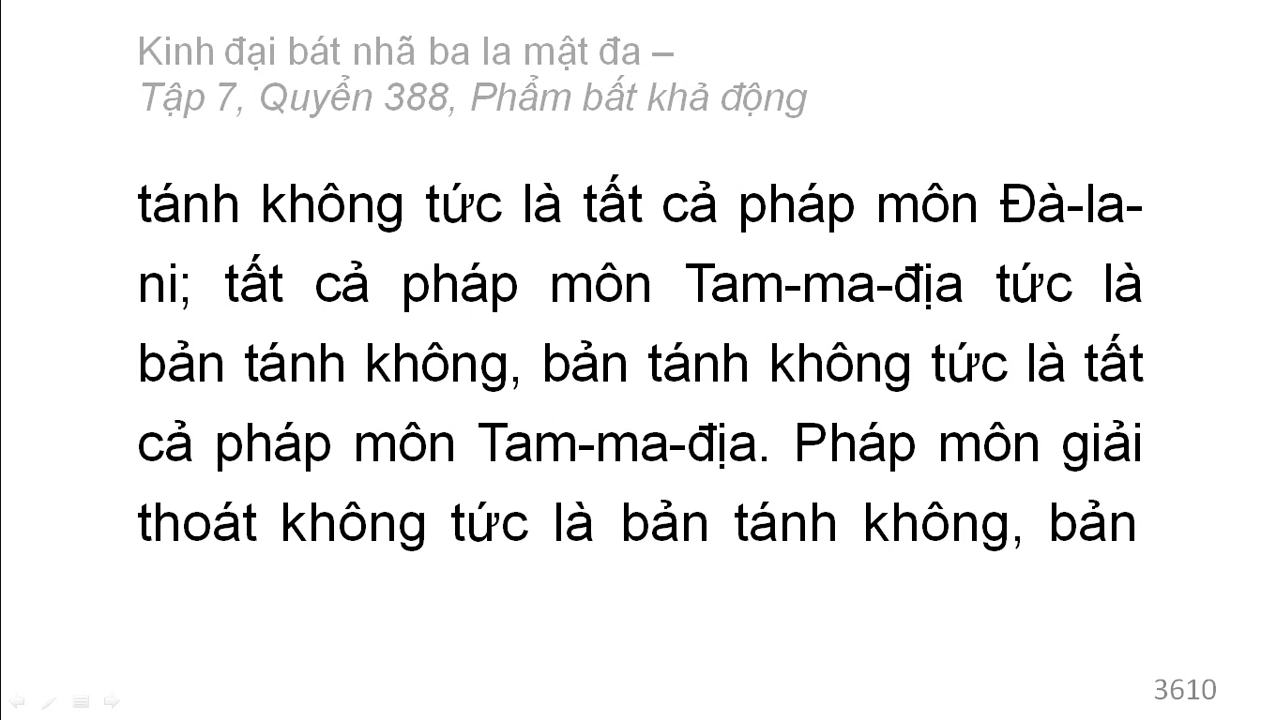 Kinh đại bát nhã ba la mật đa –
Tập 7, Quyển 388, Phẩm bất khả động
tánh không tức là tất cả pháp môn Đà-la-
ni; tất cả pháp môn Tam-ma-địa tức là
bản tánh không, bản tánh không tức là tất
cả pháp môn Tam-ma-địa. Pháp môn giải
thoát không tức là bản tánh không, bản
3610